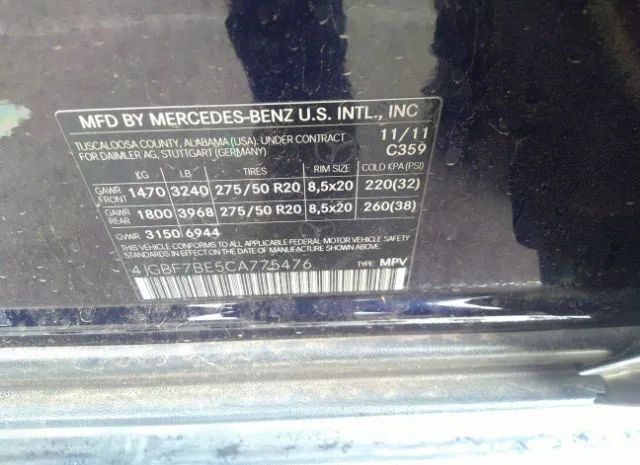 MFD BY MERCEDES-BENZ U.S. INTL., INC
TUSCALOOSA COUNTY, ALABAMA (USA), UNDER CONTRACT 11/11
FOR DAIMLER AG, STUTTGART (GERMANY) C359
KG LB TIRES RIM SIZE COLD KPA (PSI)
GAWR FRONT 1470 3240 275/50 R20 8,5x20 220(32)
GAWR REAR 1800 3968 275/50 R20 8,5x20 260(38)
GVWR 3150 6944
THIS VEHICLE CONFORMS TO ALL APPLICABLE FEDERAL MOTOR VEHICLE SAFETY
STANDARDS IN EFFECT ON THE DATE OF MANUFACTURE SHOWN ABOVE.
4JGBF7BE5CA775476 TYPE: MPV